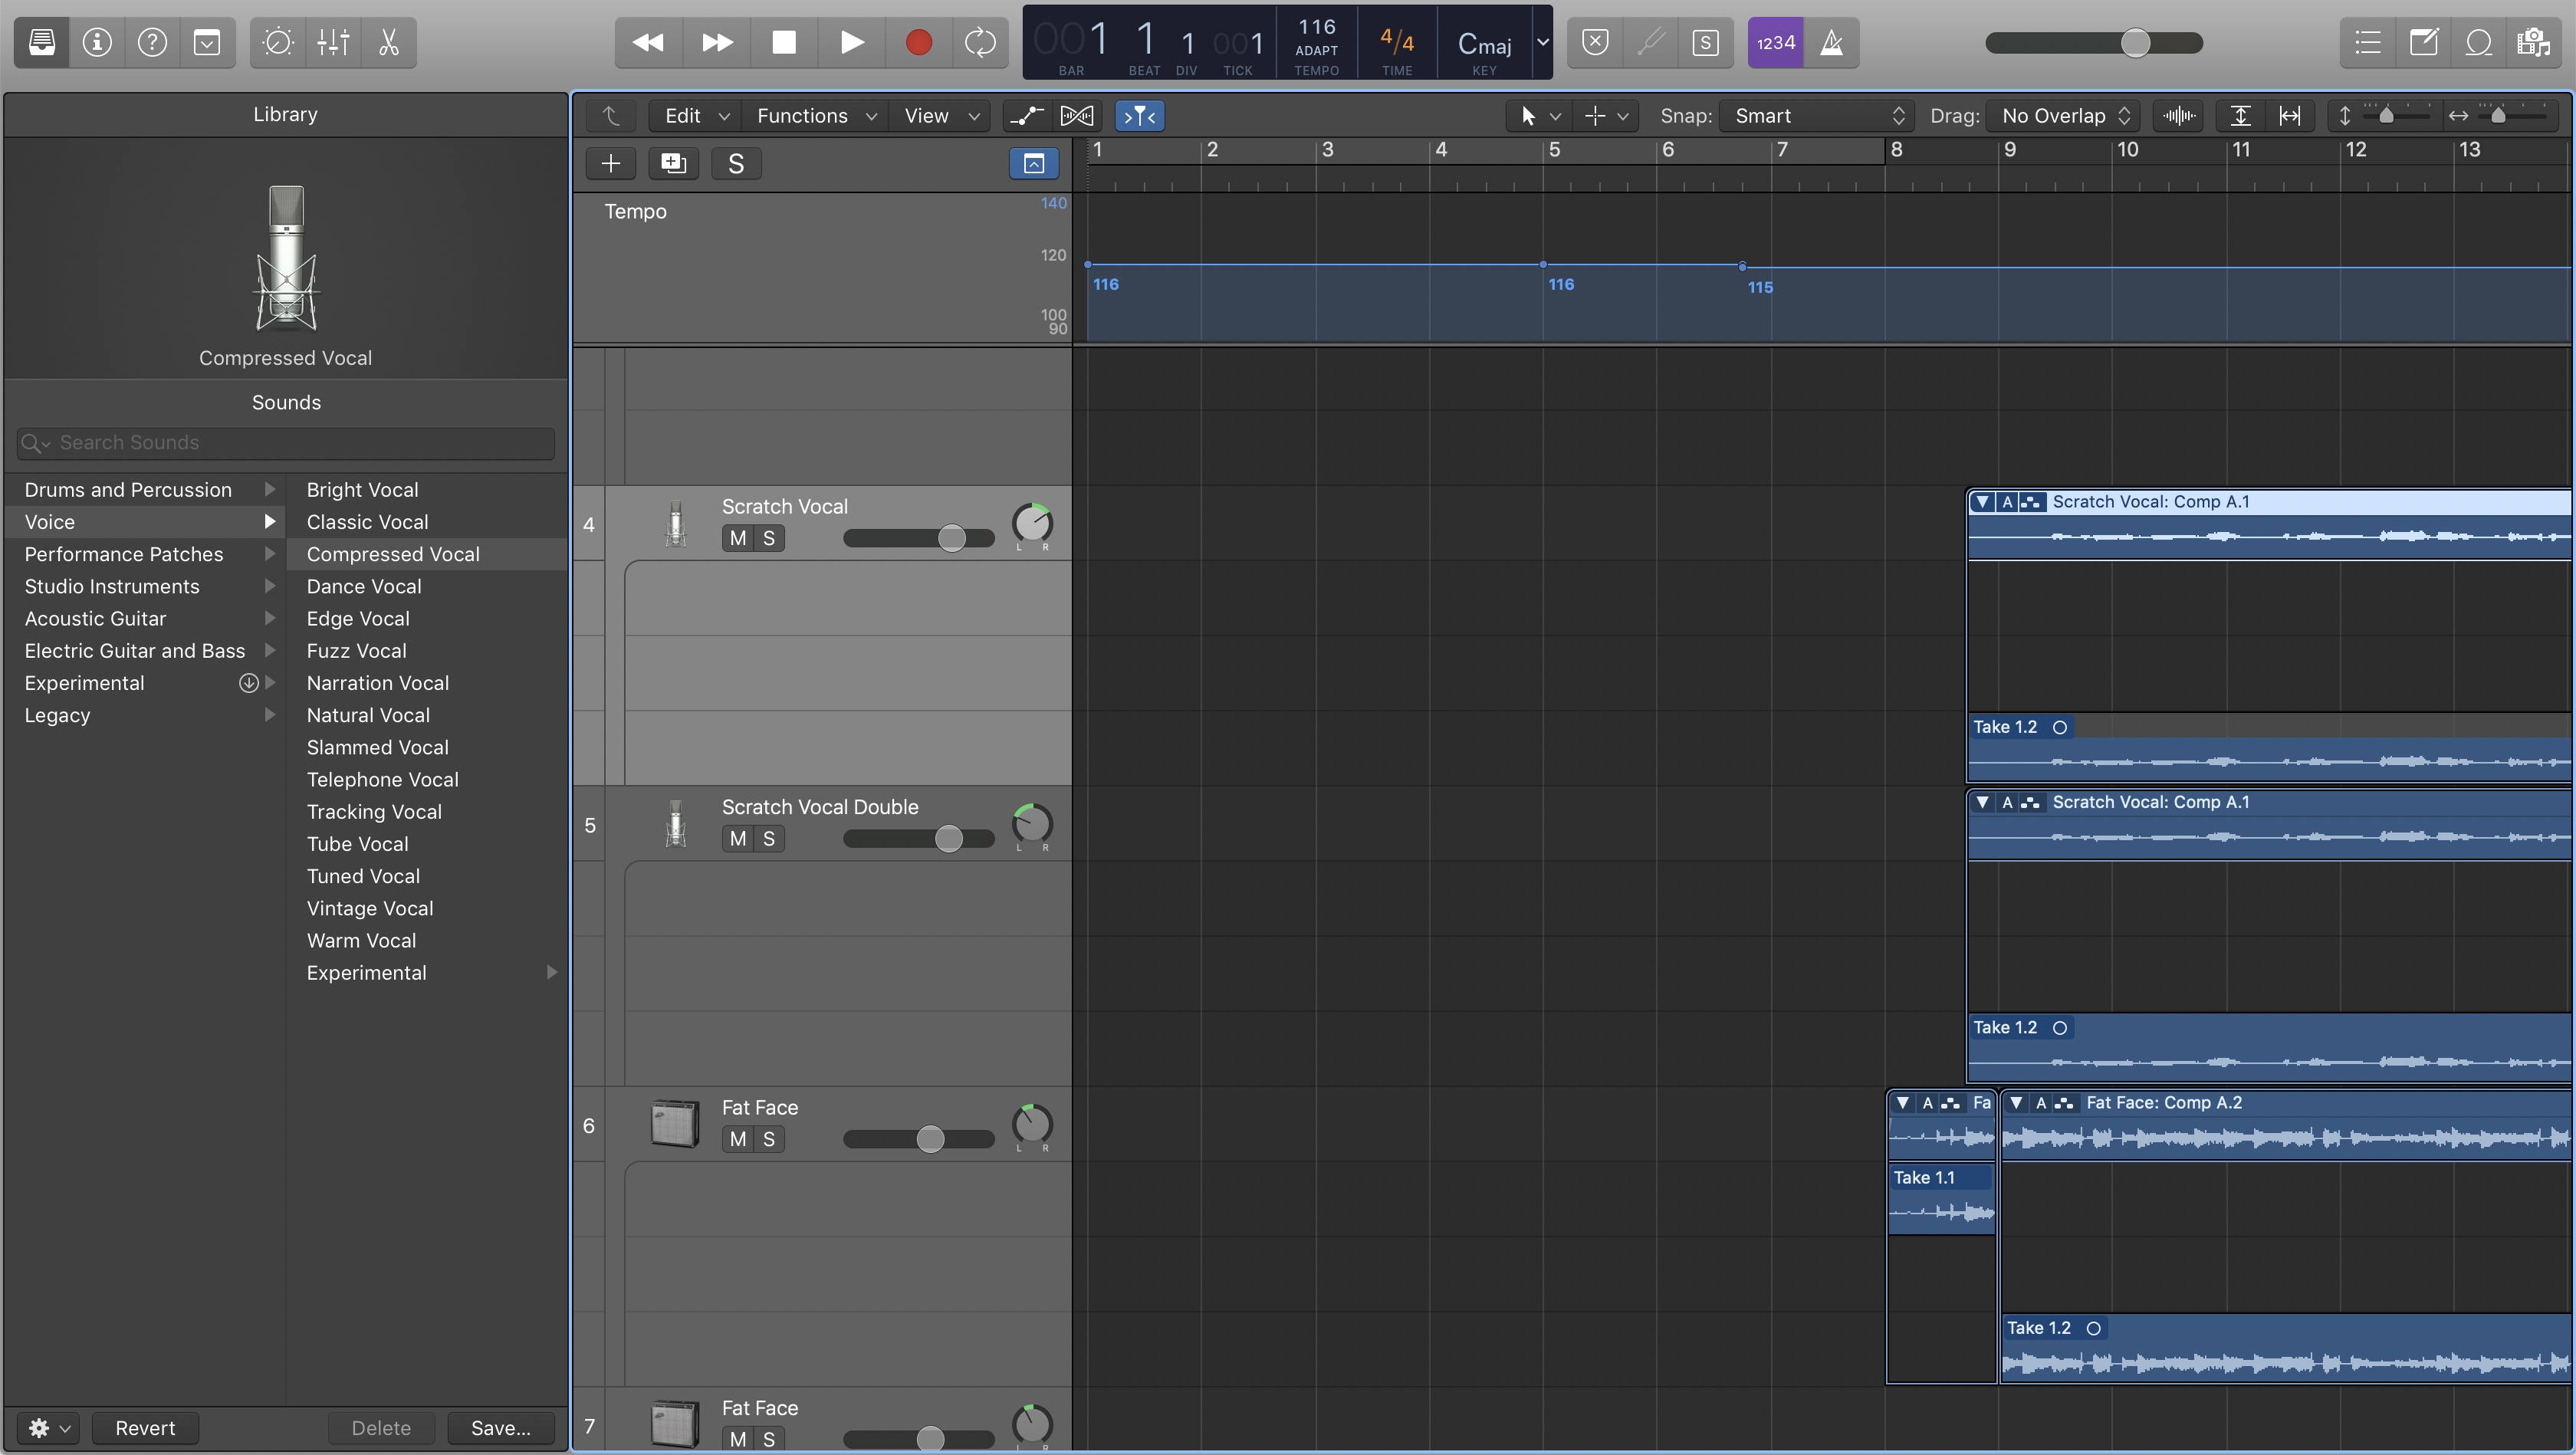 001 1 1 001
BAR BEAT DIV TICK
116
ADAPT
TEMPO
4/4
TIME
Cmaj
KEY
S
1234
Library
Compressed Vocal
Sounds
Search Sounds
Drums and Percussion
Voice
Performance Patches
Studio Instruments
Acoustic Guitar
Electric Guitar and Bass
Experimental
Legacy
Bright Vocal
Classic Vocal
Compressed Vocal
Dance Vocal
Edge Vocal
Fuzz Vocal
Narration Vocal
Natural Vocal
Slammed Vocal
Telephone Vocal
Tracking Vocal
Tube Vocal
Tuned Vocal
Vintage Vocal
Warm Vocal
Experimental
Revert
Delete
Save...
Edit Functions View
Snap: Smart
Drag: No Overlap
S
1 2 3 4 5 6 7 8 9 10 11 12 13
Tempo
140
120
100
90
116
116
115
4
Scratch Vocal
M S
L R
A Scratch Vocal: Comp A.1
Take 1.2
5
Scratch Vocal Double
M S
L R
A Scratch Vocal: Comp A.1
Take 1.2
6
Fat Face
M S
L R
A Fa
Take 1.1
A Fat Face: Comp A.2
Take 1.2
7
Fat Face
M S
L R